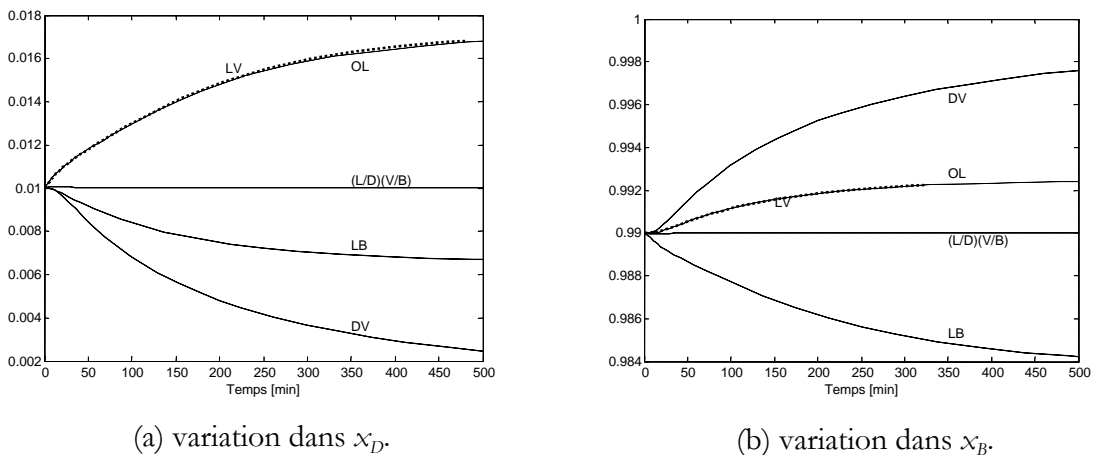 0.018
0.016
0.014
0.012
0.01
0.008
0.006
0.004
0.002
LV
OL
(L/D)(V/B)
LB
DV
0 50 100 150 200 250 300 350 400 450 500
Temps [min]
(a) variation dans x_D.
1
0.998
0.996
0.994
0.992
0.99
0.988
0.986
0.984
DV
OL
LV
(L/D)(V/B)
LB
0 50 100 150 200 250 300 350 400 450 500
Temps [min]
(b) variation dans x_B.